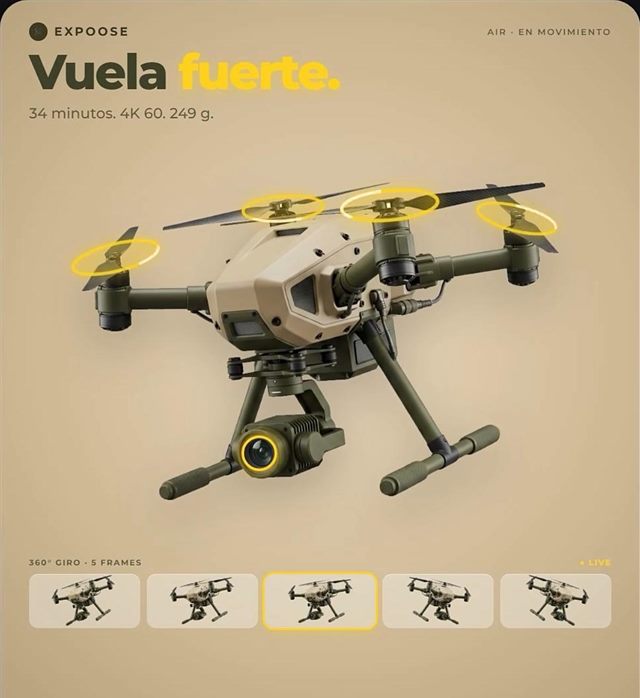 EXPOOSE
AIR · EN MOVIMIENTO
Vuela fuerte.
34 minutos. 4K 60. 249 g.
360° GIRO · 5 FRAMES
• LIVE